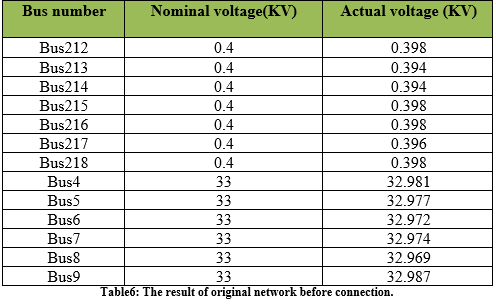 Bus number Nominal voltage(KV) Actual voltage (KV)
Bus212 0.4 0.398
Bus213 0.4 0.394
Bus214 0.4 0.394
Bus215 0.4 0.398
Bus216 0.4 0.398
Bus217 0.4 0.396
Bus218 0.4 0.398
Bus4 33 32.981
Bus5 33 32.977
Bus6 33 32.972
Bus7 33 32.974
Bus8 33 32.969
Bus9 33 32.987
Table6: The result of original network before connection.